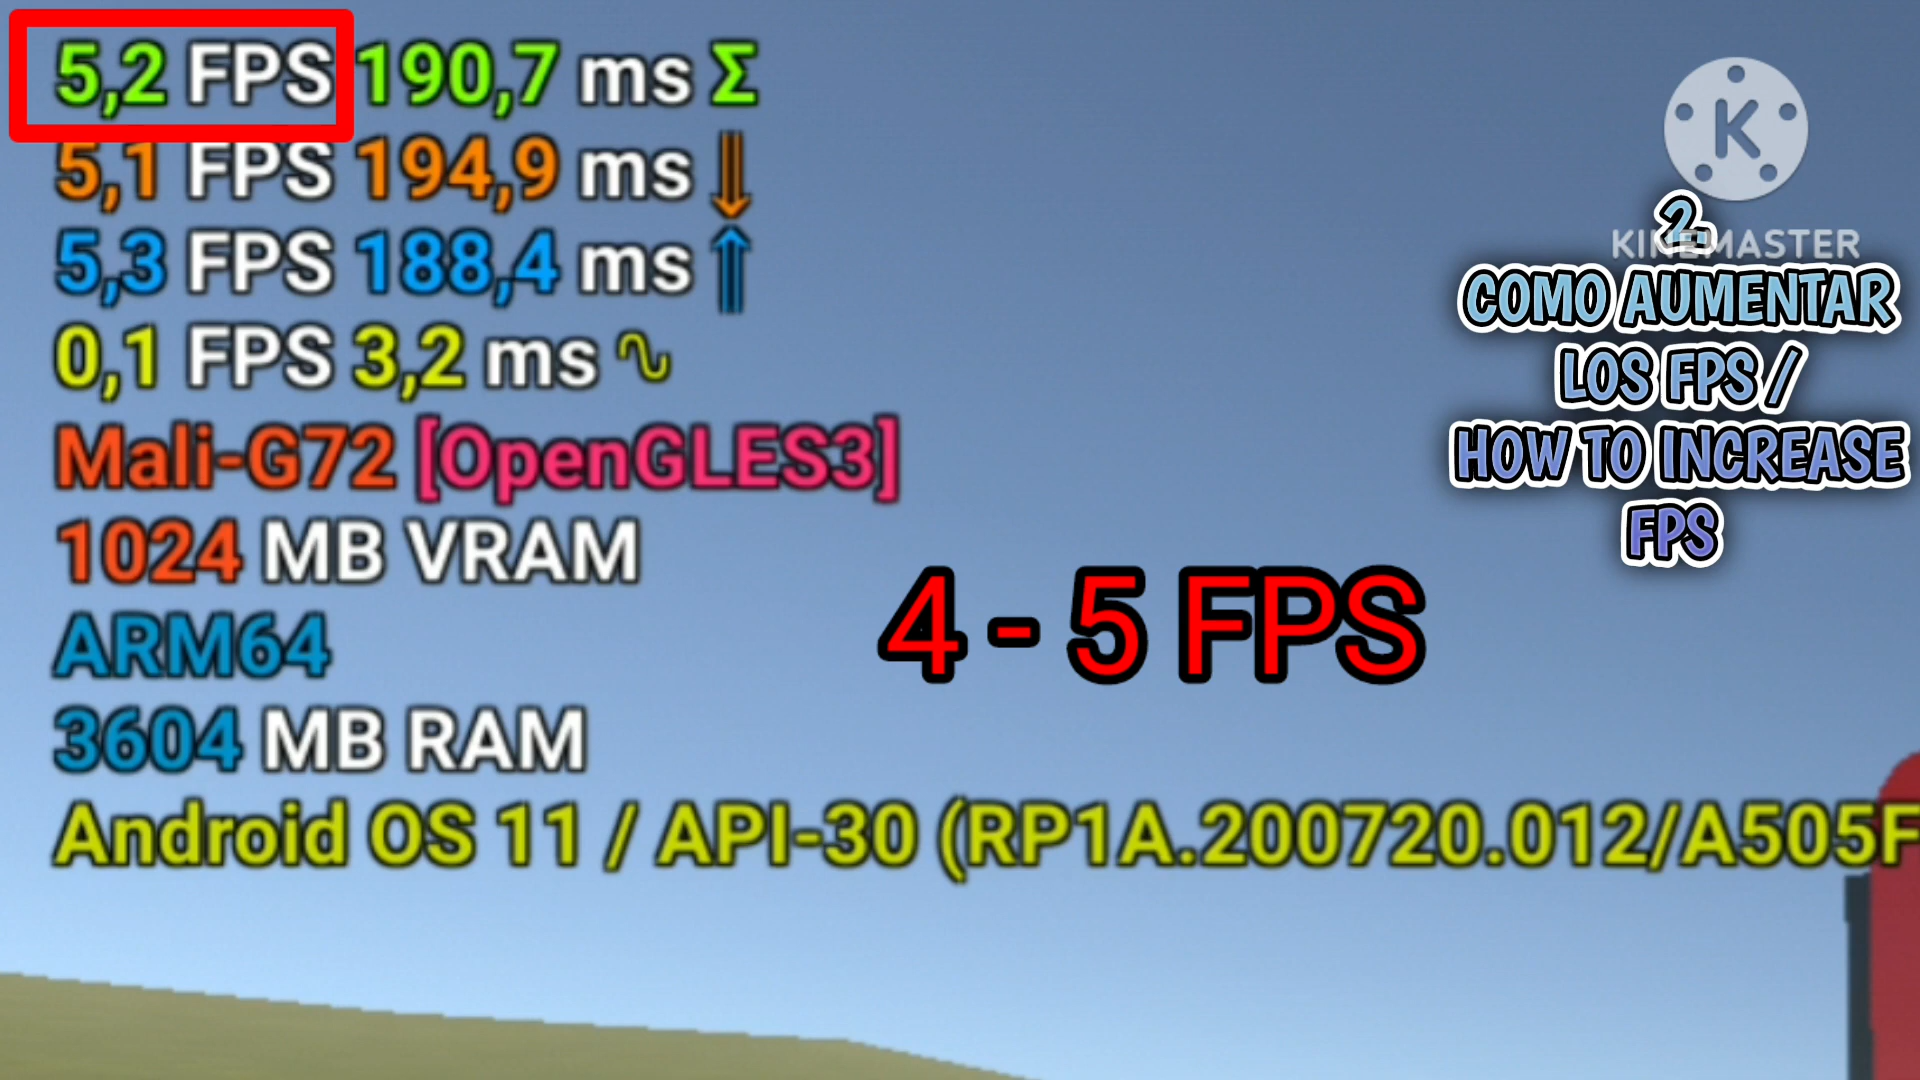 5,2 FPS 190,7 ms Σ
5,1 FPS 194,9 ms ⇓
5,3 FPS 188,4 ms ⇑
0,1 FPS 3,2 ms ∿
Mali-G72 [OpenGLES3]
1024 MB VRAM
ARM64
3604 MB RAM
Android OS 11 / API-30 (RP1A.200720.012/A505F
4 - 5 FPS
K
KINEMASTER
2.
COMO AUMENTAR
LOS FPS /
HOW TO INCREASE
FPS